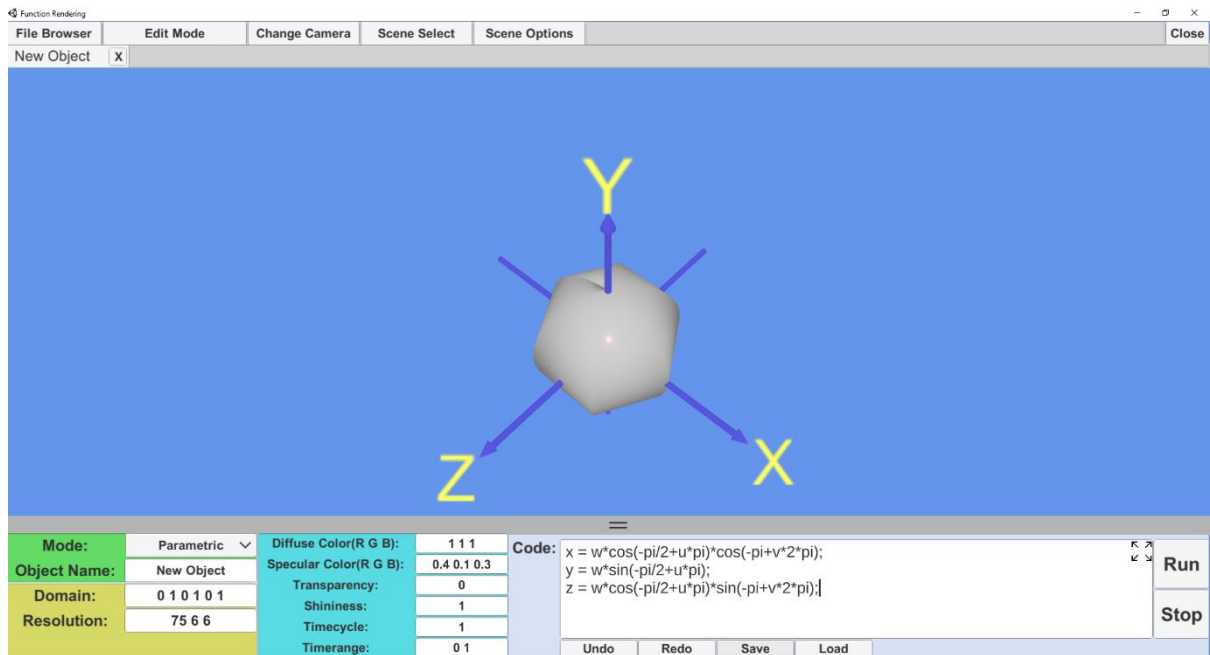 Function Rendering
File Browser Edit Mode Change Camera Scene Select Scene Options Close
New Object X
Y
Z
X
Mode: Parametric
Object Name: New Object
Domain: 0 1 0 1 0 1
Resolution: 75 6 6
Diffuse Color(R G B): 1 1 1
Specular Color(R G B): 0.4 0.1 0.3
Transparency: 0
Shininess: 1
Timecycle: 1
Timerange: 0 1
Code:
x = w*cos(-pi/2+u*pi)*cos(-pi+v*2*pi);
y = w*sin(-pi/2+u*pi);
z = w*cos(-pi/2+u*pi)*sin(-pi+v*2*pi);
Run
Stop
Undo Redo Save Load